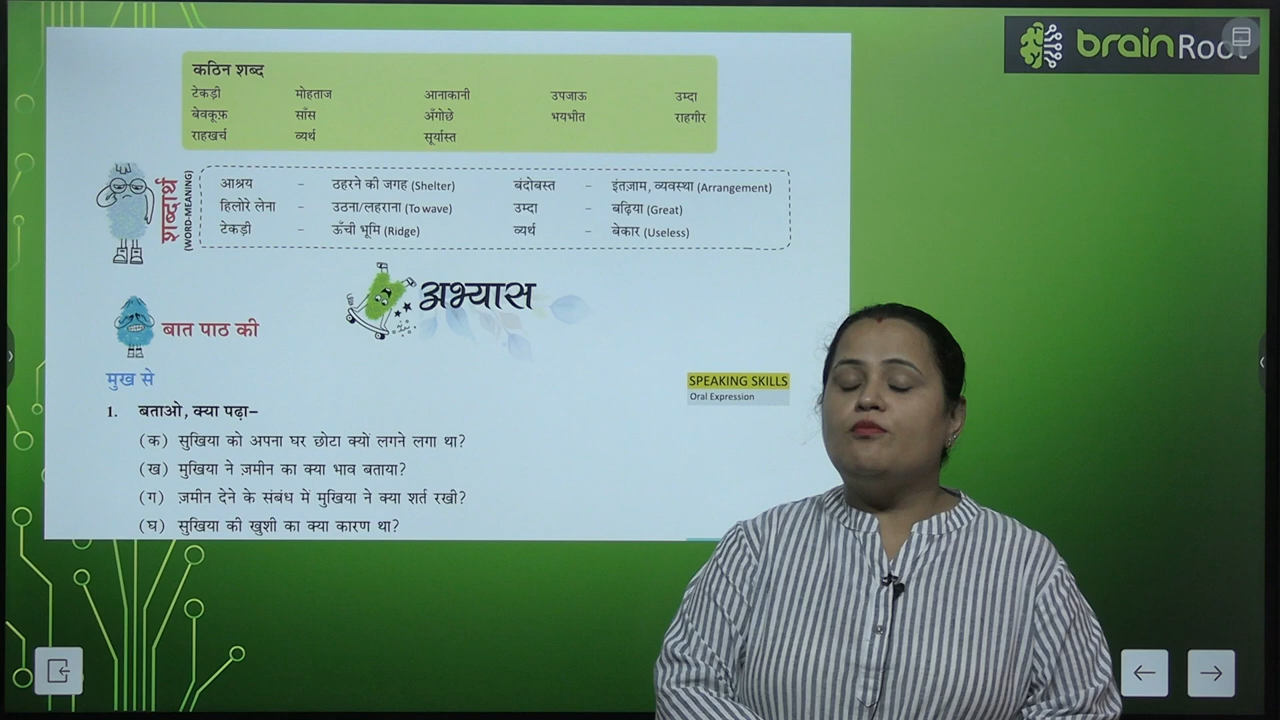 brain Root
कठिन शब्द
टेकड़ी मोहताज आनाकानी उपजाऊ उम्दा
बेवकूफ़ साँस अँगोछे भयभीत राहगीर
राहखर्च व्यर्थ सूर्यास्त
शब्दार्थ
(WORD-MEANING)
आश्रय – ठहरने की जगह (Shelter) बंदोबस्त – इंतज़ाम, व्यवस्था (Arrangement)
हिलोरे लेना – उठना/लहराना (To wave) उम्दा – बढ़िया (Great)
टेकड़ी – ऊँची भूमि (Ridge) व्यर्थ – बेकार (Useless)
अभ्यास
बात पाठ की
मुख से
SPEAKING SKILLS
Oral Expression
1. बताओ, क्या पढ़ा–
(क) सुखिया को अपना घर छोटा क्यों लगने लगा था?
(ख) मुखिया ने ज़मीन का क्या भाव बताया?
(ग) ज़मीन देने के संबंध में मुखिया ने क्या शर्त रखी?
(घ) सुखिया की खुशी का क्या कारण था?